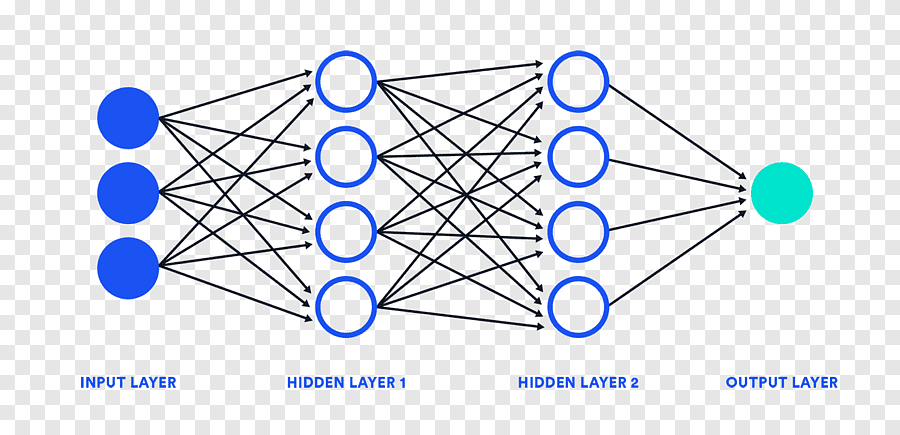 INPUT LAYER
HIDDEN LAYER 1
HIDDEN LAYER 2
OUTPUT LAYER